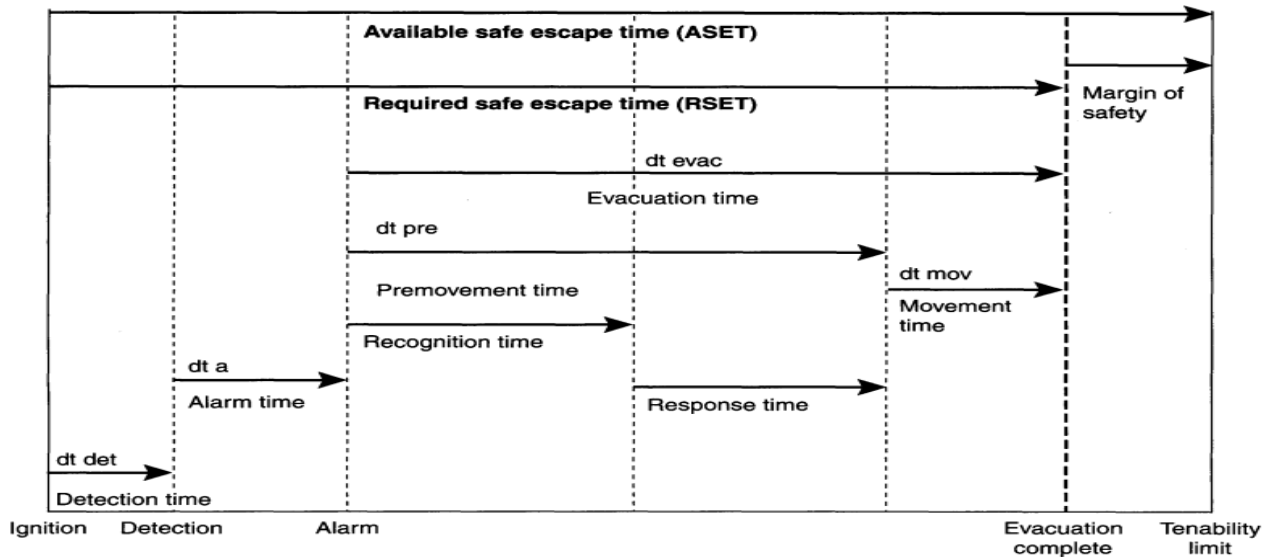 Available safe escape time (ASET)
Required safe escape time (RSET)
Margin of
safety
dt evac
Evacuation time
dt pre
dt mov
Premovement time
Movement
time
Recognition time
dt a
Alarm time
Response time
dt det
Detection time
Ignition
Detection
Alarm
Evacuation
complete
Tenability
limit